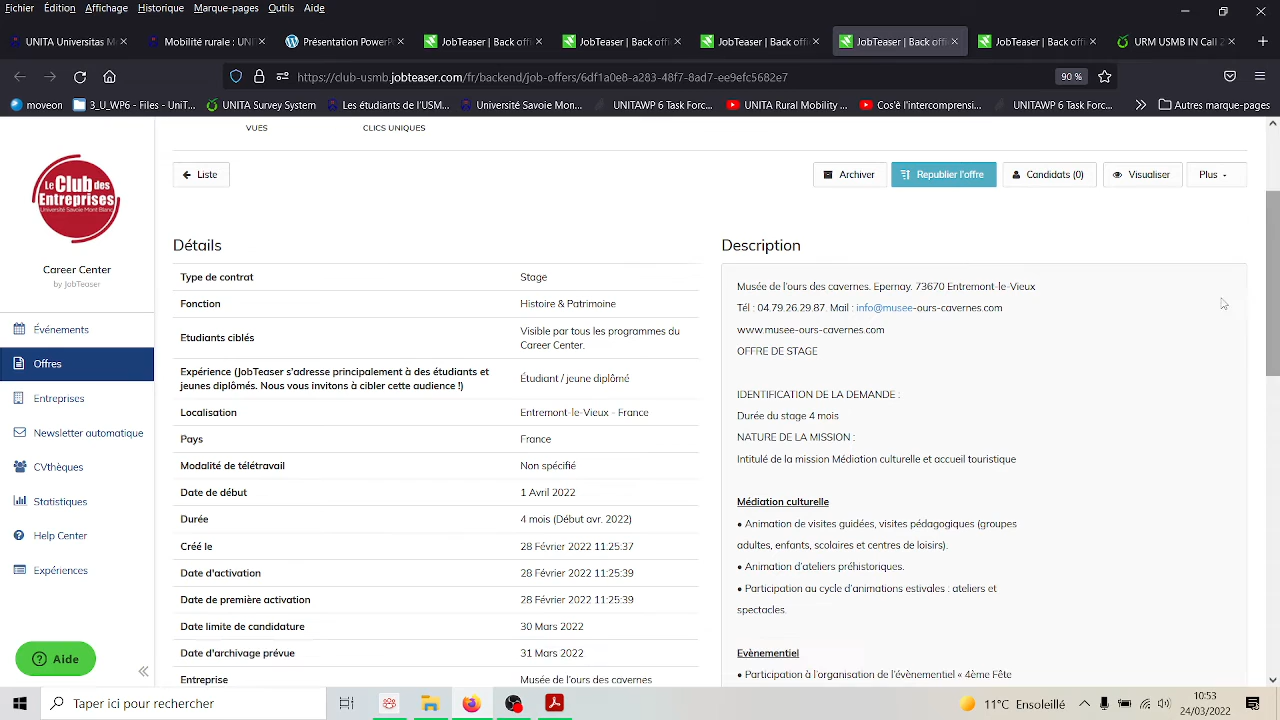 Fichier Édition Affichage Historique Marque-pages Outils Aide
UNITA Universitas M
Mobilité rurale : UNI
Présentation PowerP
JobTeaser | Back offi
JobTeaser | Back offi
JobTeaser | Back offi
JobTeaser | Back offi
JobTeaser | Back offi
URM USMB IN Call 2
https://club-usmb.jobteaser.com/fr/backend/job-offers/6df1a0e8-a283-48f7-8ad7-ee9efc5682e7
90 %
moveon 3_U_WP6 - Files - UniT... UNITA Survey System Les étudiants de l'USM... Université Savoie Mon... UNITAWP 6 Task Forc... UNITA Rural Mobility ... Cos'è l'intercomprensi... UNITAWP 6 Task Forc... Autres marque-pages
VUES CLICS UNIQUES
Liste Archiver Republier l'offre Candidats (0) Visualiser Plus
Le Club des
Entreprises
Université Savoie Mont Blanc
Career Center
by JobTeaser
Événements
Offres
Entreprises
Newsletter automatique
CVthèques
Statistiques
Help Center
Expériences
Aide
Détails
Type de contrat Stage
Fonction Histoire & Patrimoine
Etudiants ciblés Visible par tous les programmes du
Career Center.
Expérience (JobTeaser s'adresse principalement à des étudiants et
jeunes diplômés. Nous vous invitons à cibler cette audience !) Étudiant / jeune diplômé
Localisation Entremont-le-Vieux - France
Pays France
Modalité de télétravail Non spécifié
Date de début 1 Avril 2022
Durée 4 mois (Début avr. 2022)
Créé le 28 Février 2022 11:25:37
Date d'activation 28 Février 2022 11:25:39
Date de première activation 28 Février 2022 11:25:39
Date limite de candidature 30 Mars 2022
Date d'archivage prévue 31 Mars 2022
Entreprise Musée de l'ours des cavernes
Description
Musée de l'ours des cavernes. Epernay. 73670 Entremont-le-Vieux
Tél : 04.79.26.29.87. Mail : info@musee-ours-cavernes.com
www.musee-ours-cavernes.com
OFFRE DE STAGE
IDENTIFICATION DE LA DEMANDE :
Durée du stage 4 mois
NATURE DE LA MISSION :
Intitulé de la mission Médiation culturelle et accueil touristique
Médiation culturelle
• Animation de visites guidées, visites pédagogiques (groupes
adultes, enfants, scolaires et centres de loisirs).
• Animation d'ateliers préhistoriques.
• Participation au cycle d'animations estivales : ateliers et
spectacles.
Evènementiel
• Participation à l'organisation de l'évènementiel « 4ème Fête
Taper ici pour rechercher
11°C Ensoleillé
10:53
24/03/2022